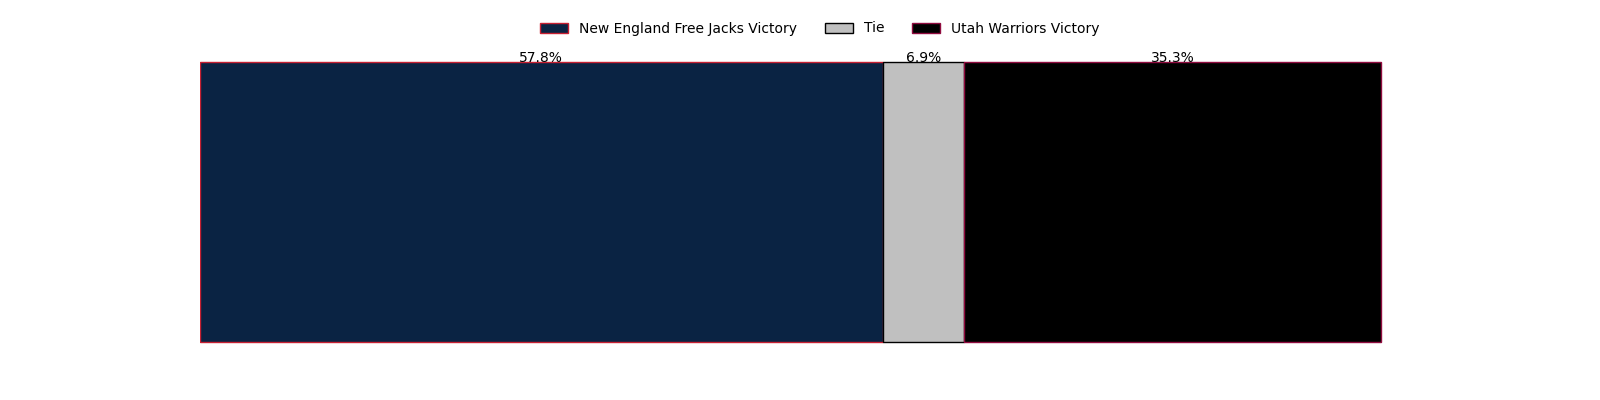 New England Free Jacks Victory Tie Utah Warriors Victory
57.8% 6.9% 35.3%